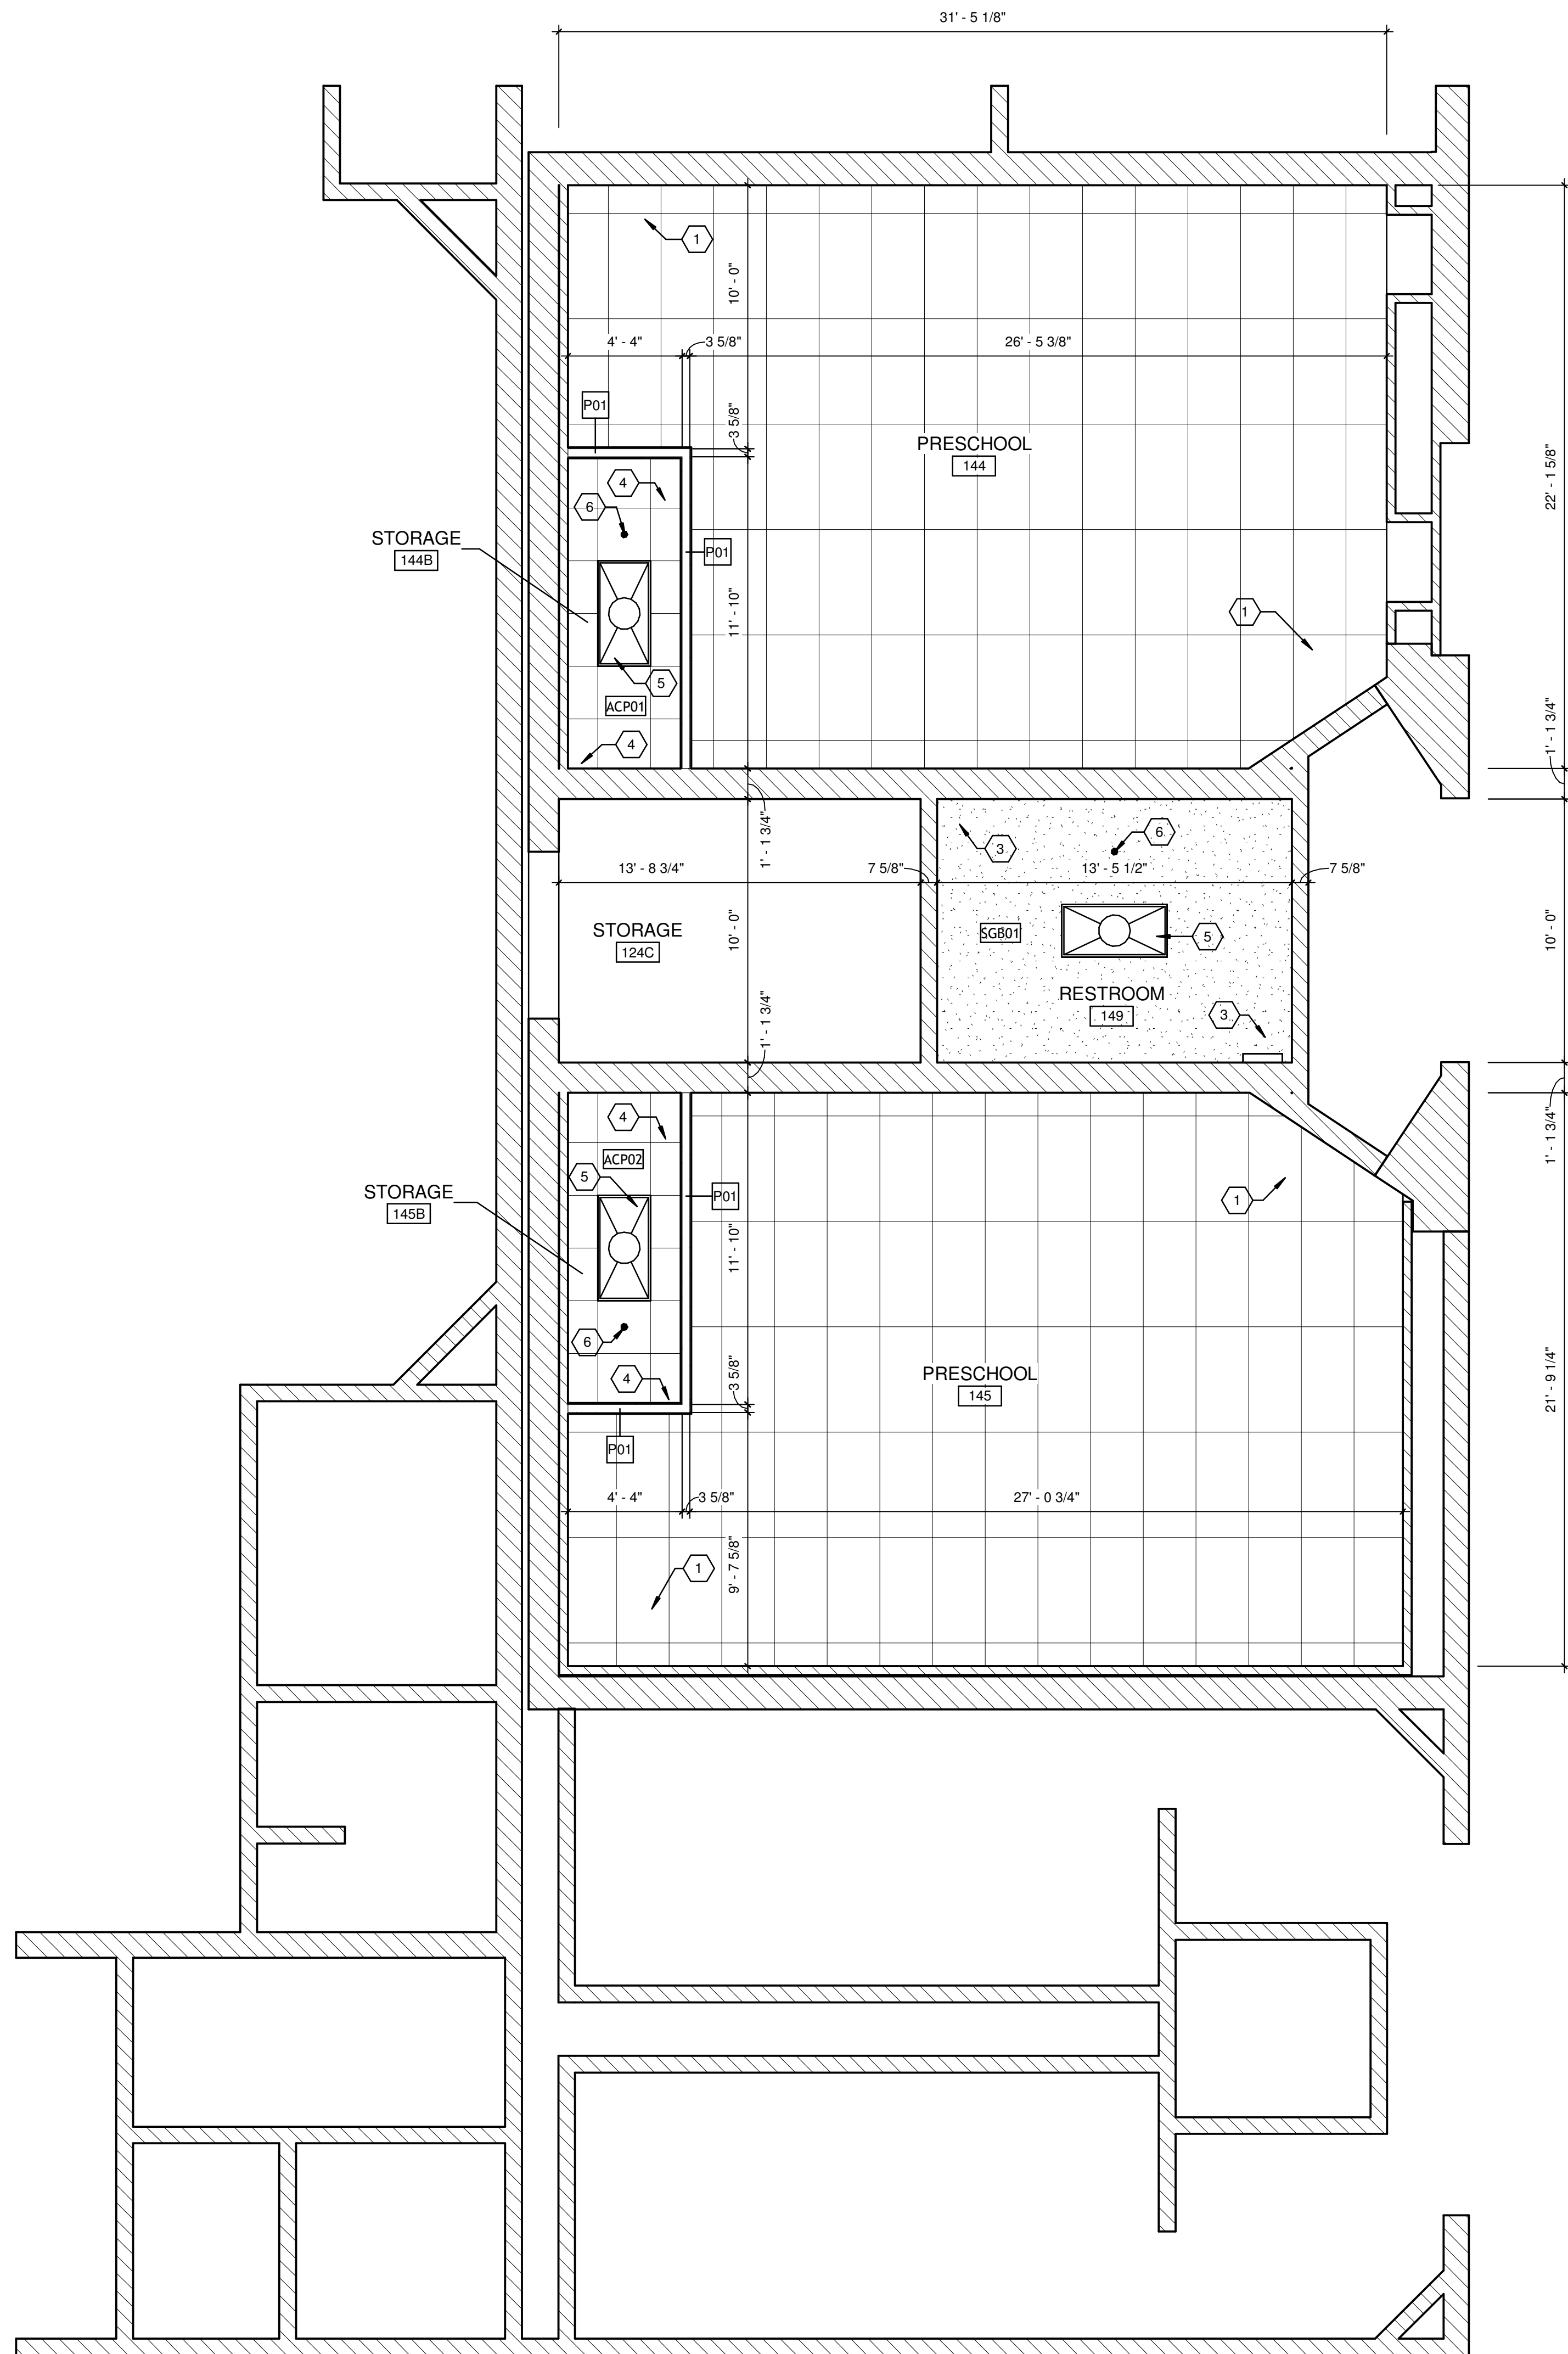 31' - 5 1/8"
1
10' - 0"
4' - 4"
3 5/8"
26' - 5 3/8"
P01
3 5/8"
PRESCHOOL
144
4
6
22' - 1 5/8"
STORAGE
144B
P01
11' - 10"
1
5
ACP01
4
1' - 1 3/4"
1' - 1 3/4"
3
6
13' - 8 3/4"
7 5/8"
13' - 5 1/2"
7 5/8"
STORAGE
124C
10' - 0"
SGB01
5
10' - 0"
RESTROOM
149
3
1' - 1 3/4"
4
1' - 1 3/4"
ACP02
5
STORAGE
145B
P01
1
11' - 10"
6
3 5/8"
PRESCHOOL
145
4
21' - 9 1/4"
P01
4' - 4"
3 5/8"
27' - 0 3/4"
1
9' - 7 5/8"